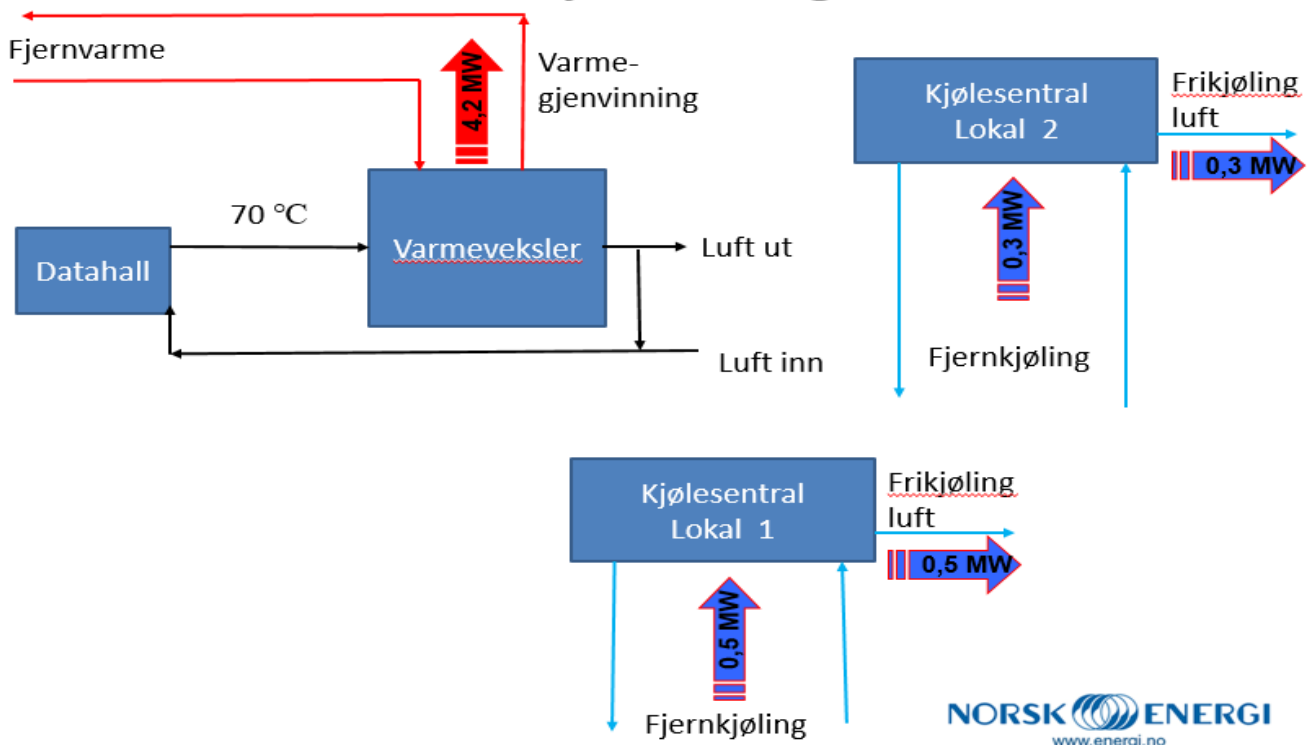 Fjernvarme
4,2 MW
Varme-
gjenvinning
70 °C
Datahall
Varmeveksler
Luft ut
Luft inn
Kjølesentral
Lokal 2
Frikjøling
luft
0,3 MW
0,3 MW
Fjernkjøling
Kjølesentral
Lokal 1
Frikjøling
luft
0,5 MW
0,5 MW
Fjernkjøling
NORSK ENERGI
www.energi.no